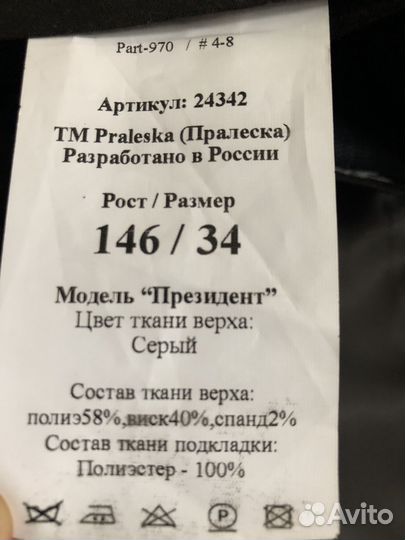 Part-970 / # 4-8
Артикул: 24342
ТМ Praleska (Пралеска)
Разработано в России
Рост / Размер
146 / 34
Модель “Президент”
Цвет ткани верха:
Серый
Состав ткани верха:
полиэ58%,виск40%,спанд2%
Состав ткани подкладки:
Полиэстер - 100%
P
Avito